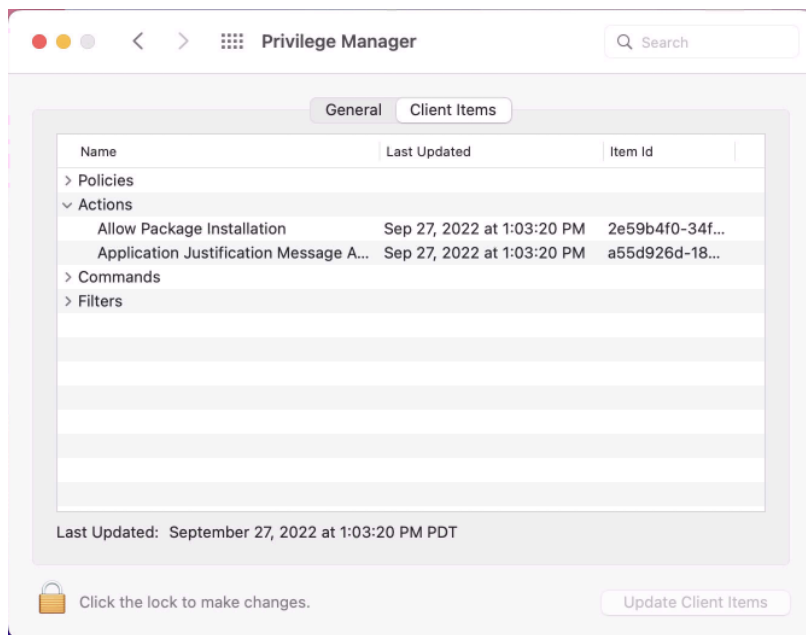 Privilege Manager
Search
General Client Items
Name Last Updated Item Id
Policies
Actions
Allow Package Installation Sep 27, 2022 at 1:03:20 PM 2e59b4f0-34f...
Application Justification Message A... Sep 27, 2022 at 1:03:20 PM a55d926d-18...
Commands
Filters
Last Updated: September 27, 2022 at 1:03:20 PM PDT
Click the lock to make changes. Update Client Items